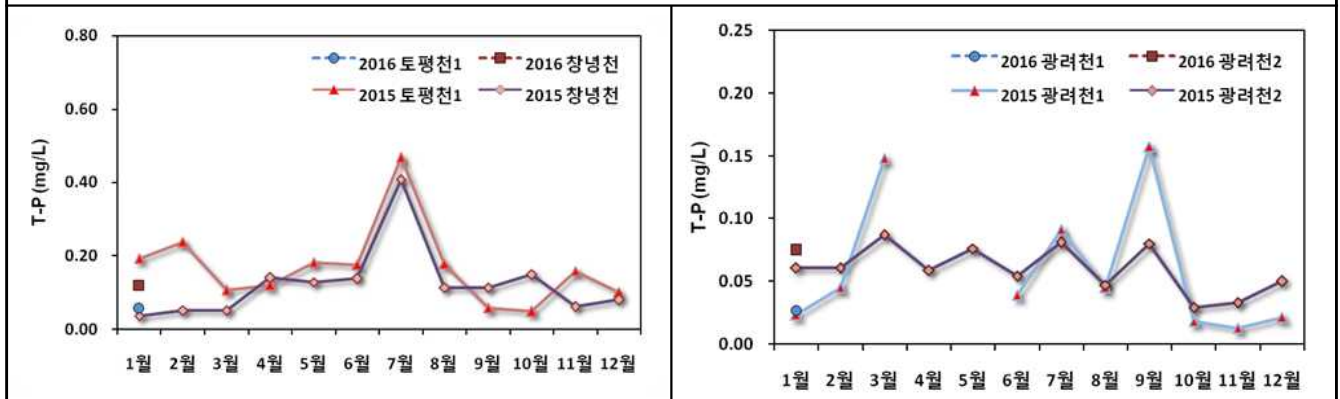 0.80
0.60
0.40
0.20
0.00
T-P (mg/L)
2016 토평천1 2016 창녕천
2015 토평천1 2015 창녕천
1월 2월 3월 4월 5월 6월 7월 8월 9월 10월 11월 12월
0.25
0.20
0.15
0.10
0.05
0.00
T-P (mg/L)
2016 광려천1 2016 광려천2
2015 광려천1 2015 광려천2
1월 2월 3월 4월 5월 6월 7월 8월 9월 10월 11월 12월